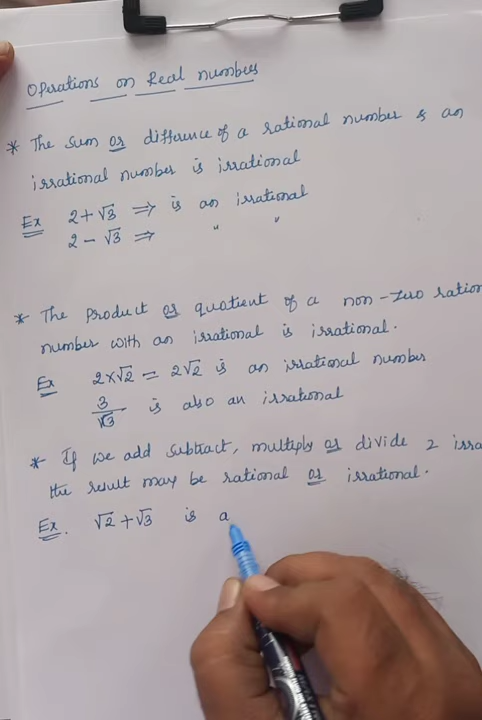 Operations on Real numbers
* The sum or difference of a rational number & an
irrational number is irrational
Ex 2+√3 ⇒ is an irrational
2-√3 ⇒ " "
* The product or quotient of a non-zero ration
number with an irrational is irrational.
Ex 2×√2 = 2√2 is an irrational number
3/√3 is also an irrational
* If we add subtract, multiply or divide 2 irra
the result may be rational or irrational.
Ex. √2+√3 is a